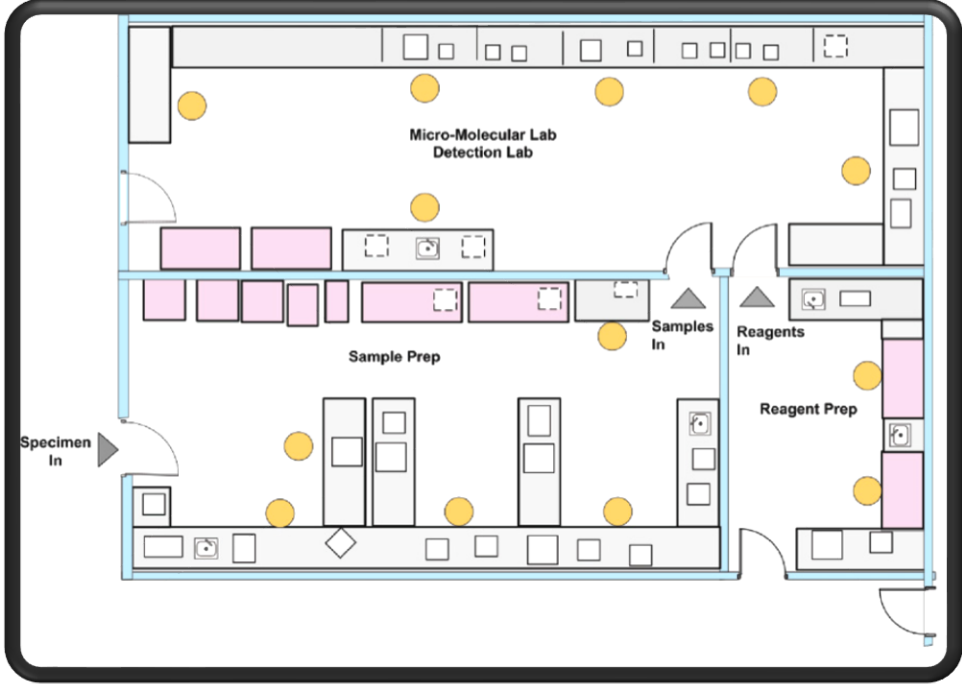 Micro-Molecular Lab
Detection Lab
Samples
In
Reagents
In
Sample Prep
Reagent Prep
Specimen
In